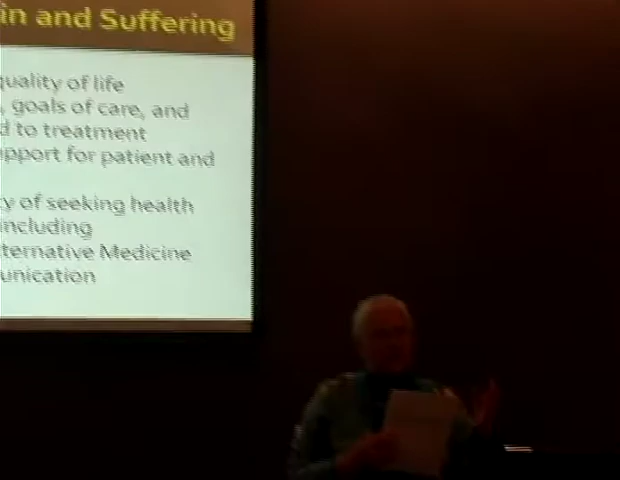 in and Suffering
quality of life
, goals of care, and
d to treatment
pport for patient and
y of seeking health
including
ternative Medicine
unication